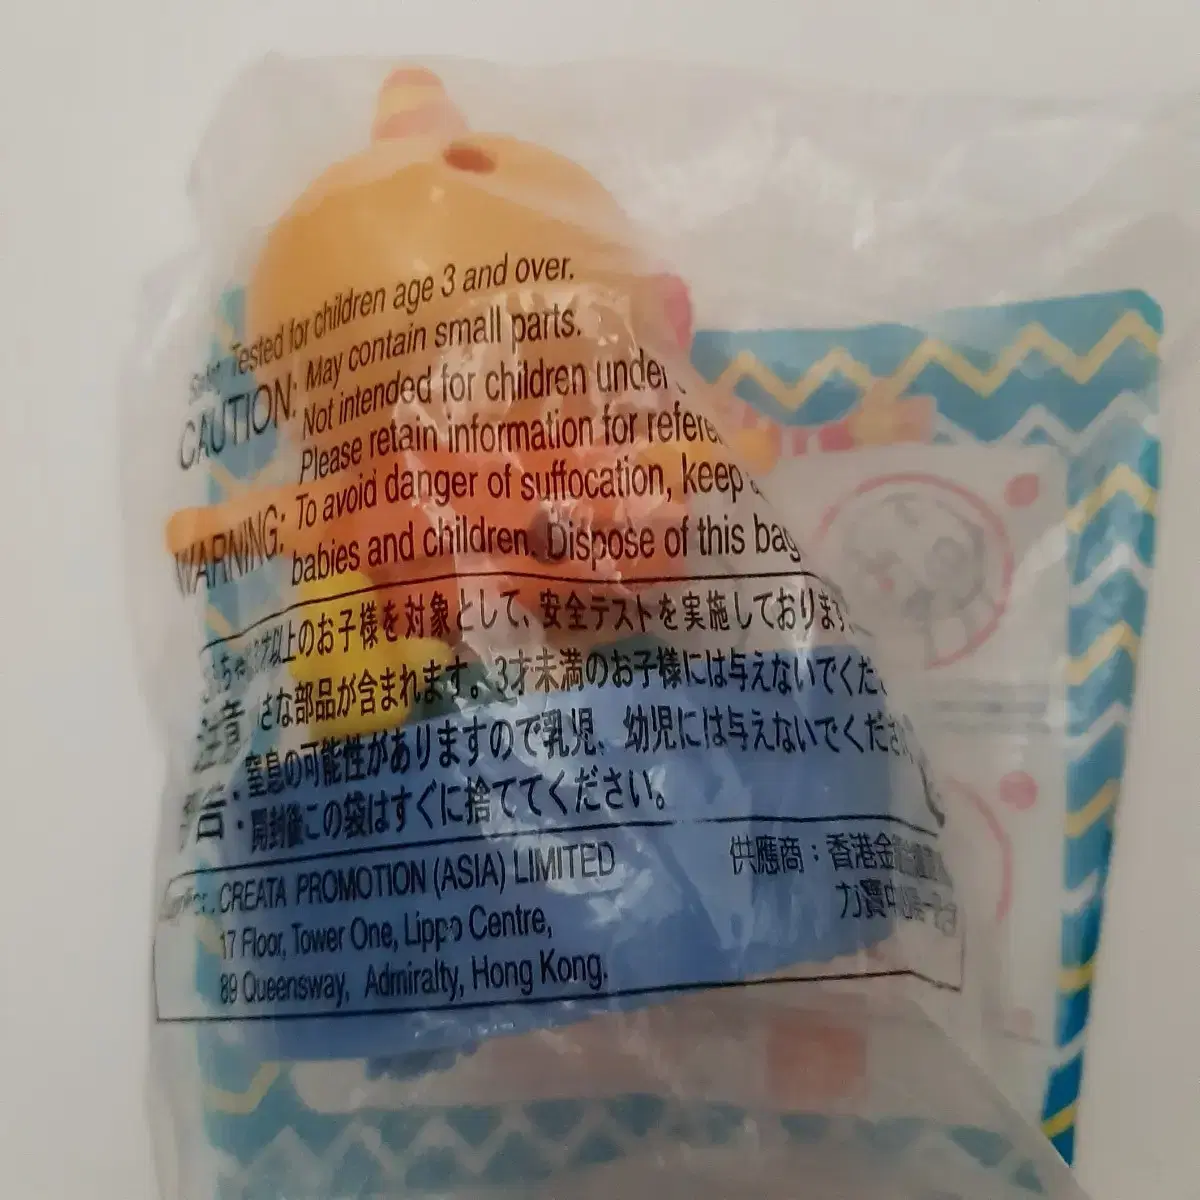 Tested for children age 3 and over.
CAUTION: May contain small parts.
Not intended for children under
Please retain information for
WARNING: To avoid danger of suffocation, keep
babies and children. Dispose of this bag
以上のお子様を対象として、安全テストを実施しております
注意 さな部品が含まれます。3才未満のお子様には与えないでくだ
窒息の可能性がありますので乳児、幼児には与えないでくださ
警告: 開封後この袋はすぐに捨ててください。
CREATA PROMOTION (ASIA) LIMITED
17 Floor, Tower One, Lippo Centre,
89 Queensway, Admiralty, Hong Kong.
供應商：香港金
力寶中